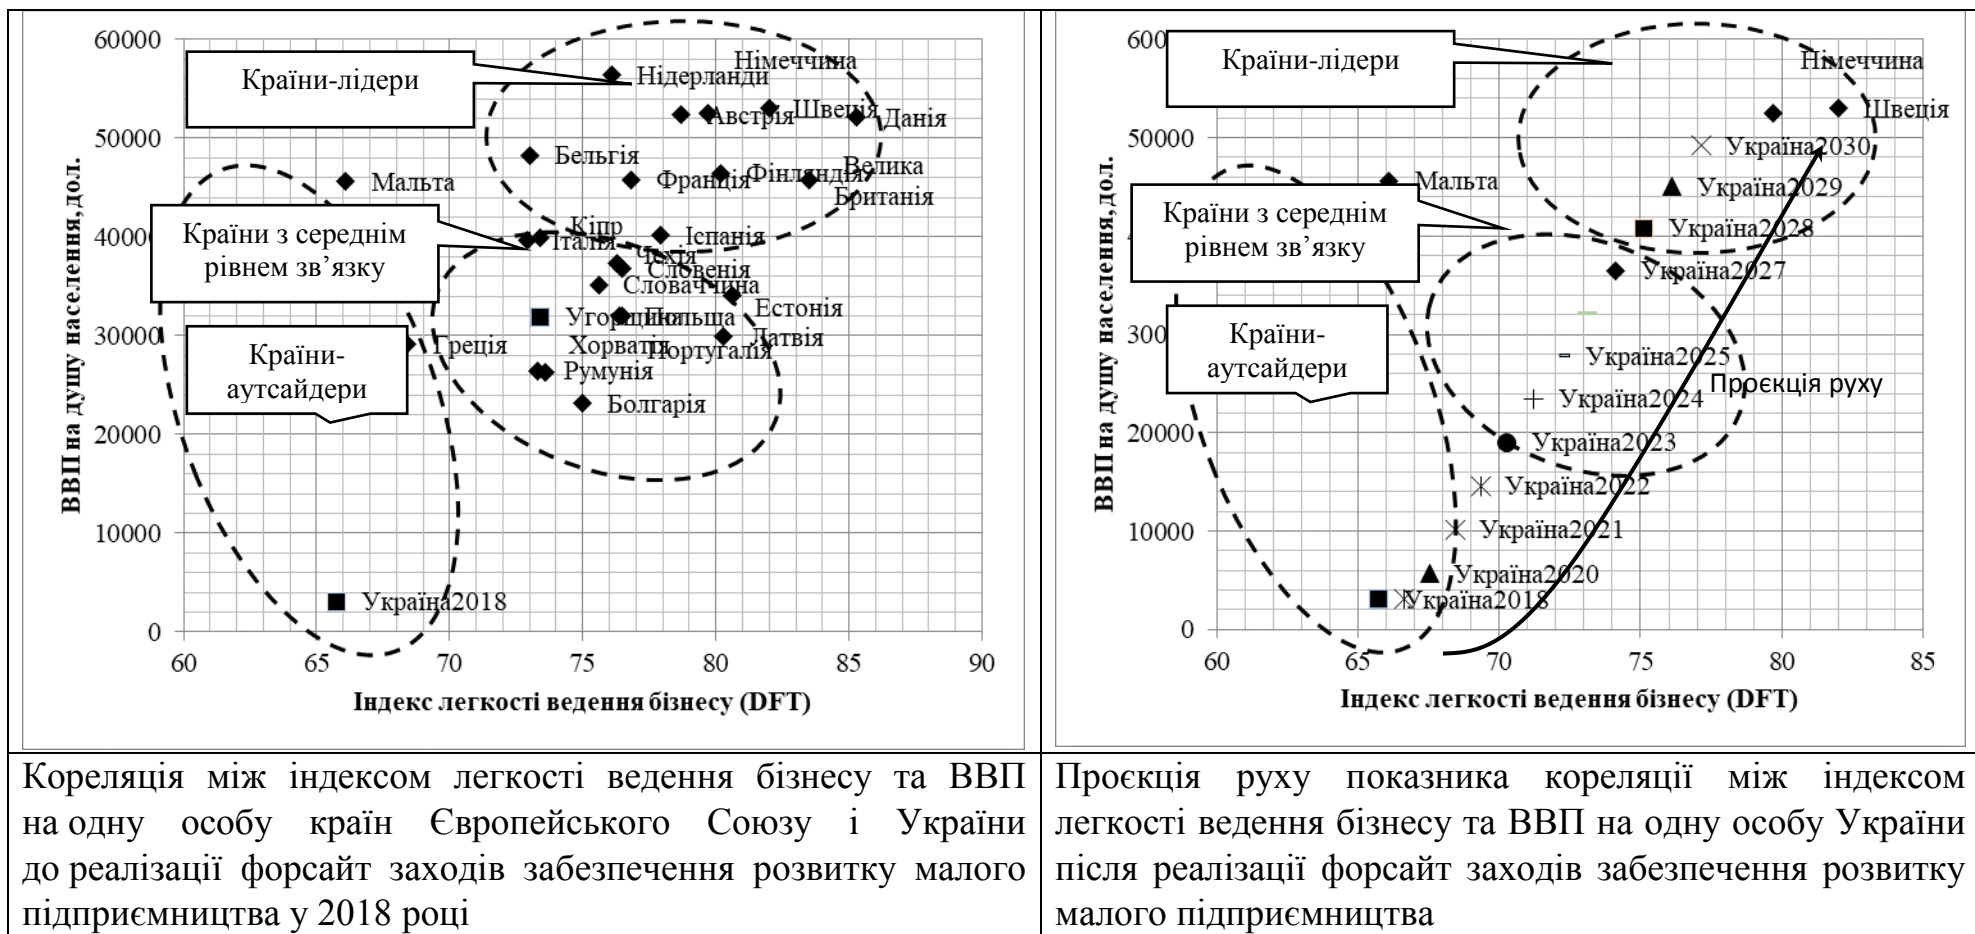 60000
50000
40000
30000
20000
10000
0
60
65
70
75
80
85
90
ВВП на душу населення,дол.
Індекс легкості ведення бізнесу (DFT)
Країни-лідери
Країни з середнім
рівнем зв’язку
Країни-
аутсайдери
Німеччина
Нідерланди
Австрія
Швеція
Данія
Бельгія
Франція
Фінляндія
Велика
Британія
Мальта
Кіпр
Італія
Іспанія
Чехія
Словенія
Словаччина
Естонія
Угорщина
Польща
Латвія
Греція
Хорватія
Португалія
Румунія
Болгарія
Україна2018
600
50000
40
300
20000
10000
0
60
65
70
75
80
85
ВВП на душу населення,дол.
Індекс легкості ведення бізнесу (DFT)
Країни-лідери
Країни з середнім
рівнем зв’язку
Країни-
аутсайдери
Німеччина
Швеція
Україна2030
Мальта
Україна2029
Україна2028
Україна2027
Україна2025
Проєкція руху
Україна2024
Україна2023
Україна2022
Україна2021
Україна2020
Україна2018
Кореляція між індексом легкості ведення бізнесу та ВВП
на одну особу країн Європейського Союзу і України
до реалізації форсайт заходів забезпечення розвитку малого
підприємництва у 2018 році
Проєкція руху показника кореляції між індексом
легкості ведення бізнесу та ВВП на одну особу України
після реалізації форсайт заходів забезпечення розвитку
малого підприємництва